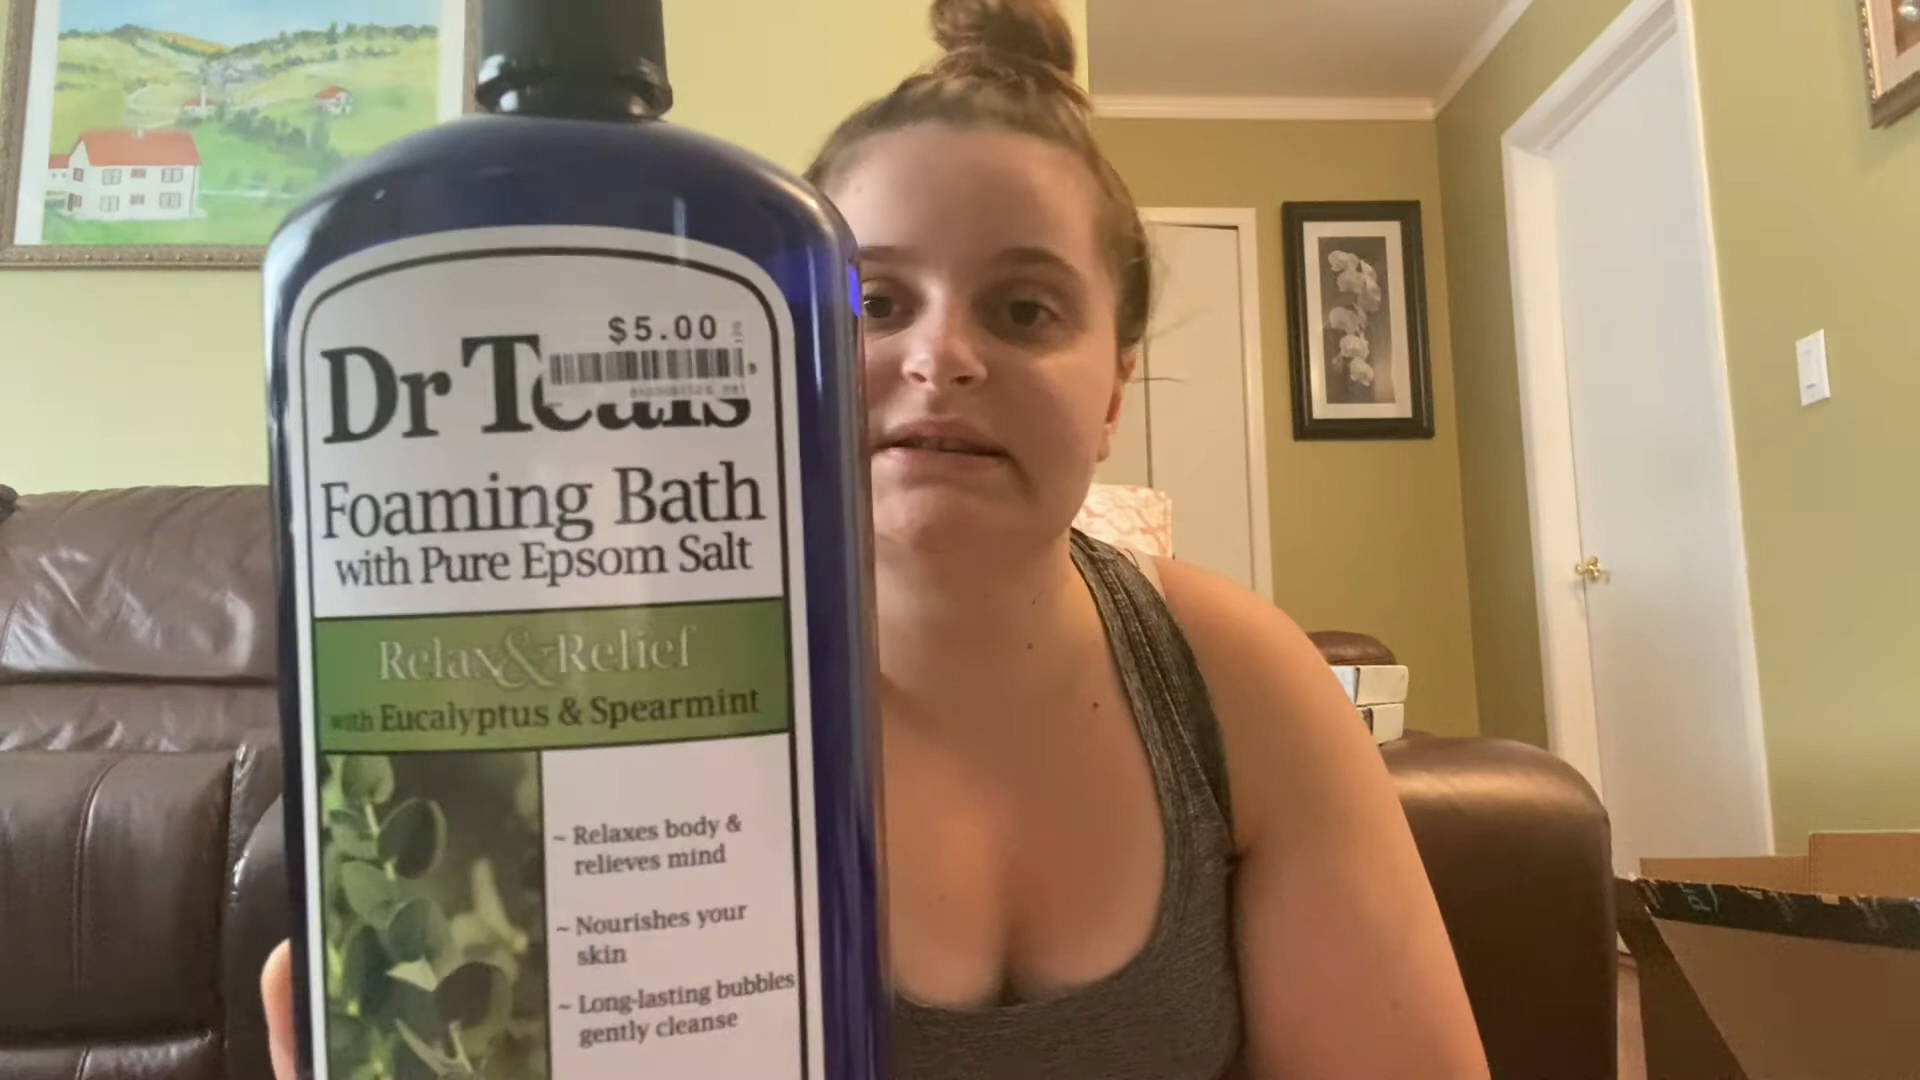 $5.00
Dr Teals
Foaming Bath
with Pure Epsom Salt
Relax & Relief
with Eucalyptus & Spearmint
~ Relaxes body &
relieves mind
~ Nourishes your
skin
~ Long-lasting bubbles
gently cleanse